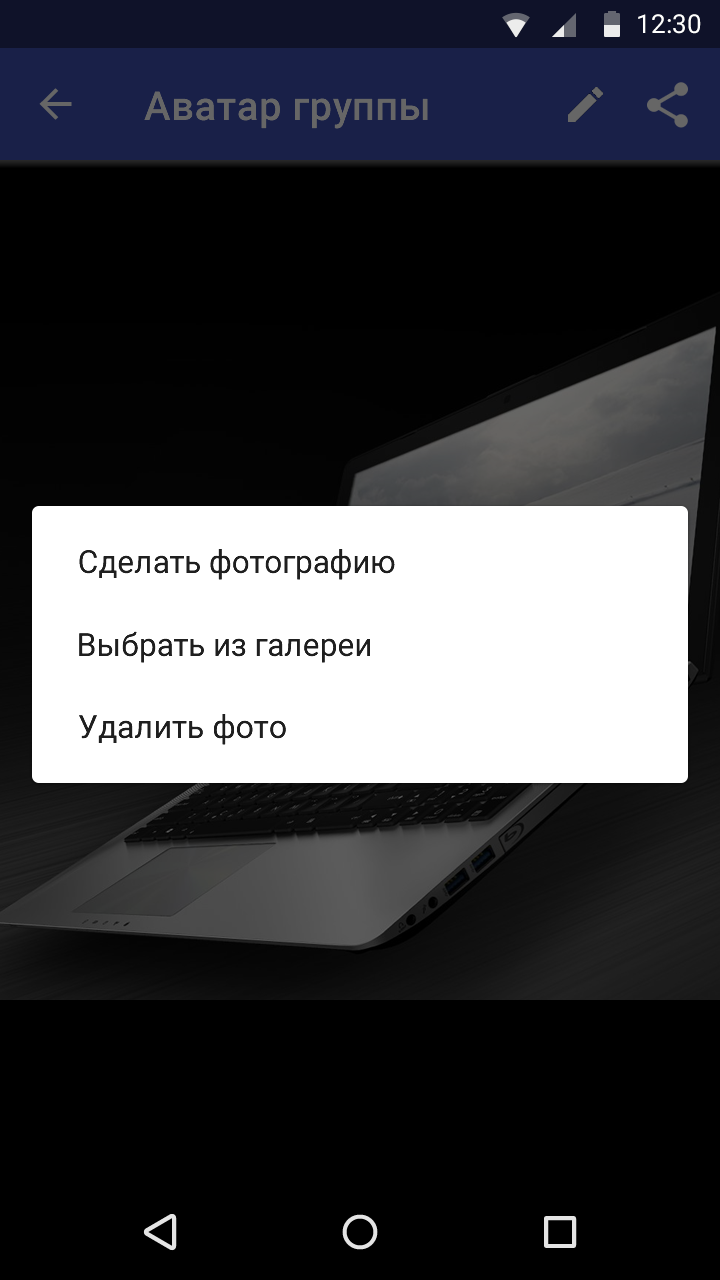 12:30
Аватар группы
Сделать фотографию
Выбрать из галереи
Удалить фото